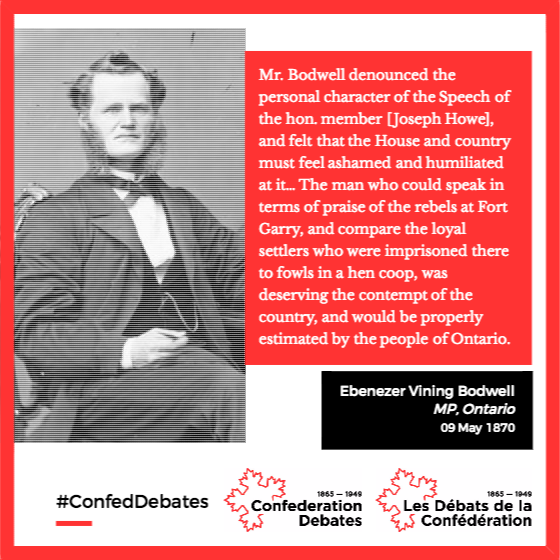 Mr. Bodwell denounced the
personal character of the Speech of
the hon. member [Joseph Howe],
and felt that the House and country
must feel ashamed and humiliated
at it... The man who could speak in
terms of praise of the rebels at Fort
Garry, and compare the loyal
settlers who were imprisoned there
to fowls in a hen coop, was
deserving the contempt of the
country, and would be properly
estimated by the people of Ontario.
Ebenezer Vining Bodwell
MP, Ontario
09 May 1870
#ConfedDebates
1865 — 1949
Confederation
Debates
1865 — 1949
Les Débats de la
Confédération